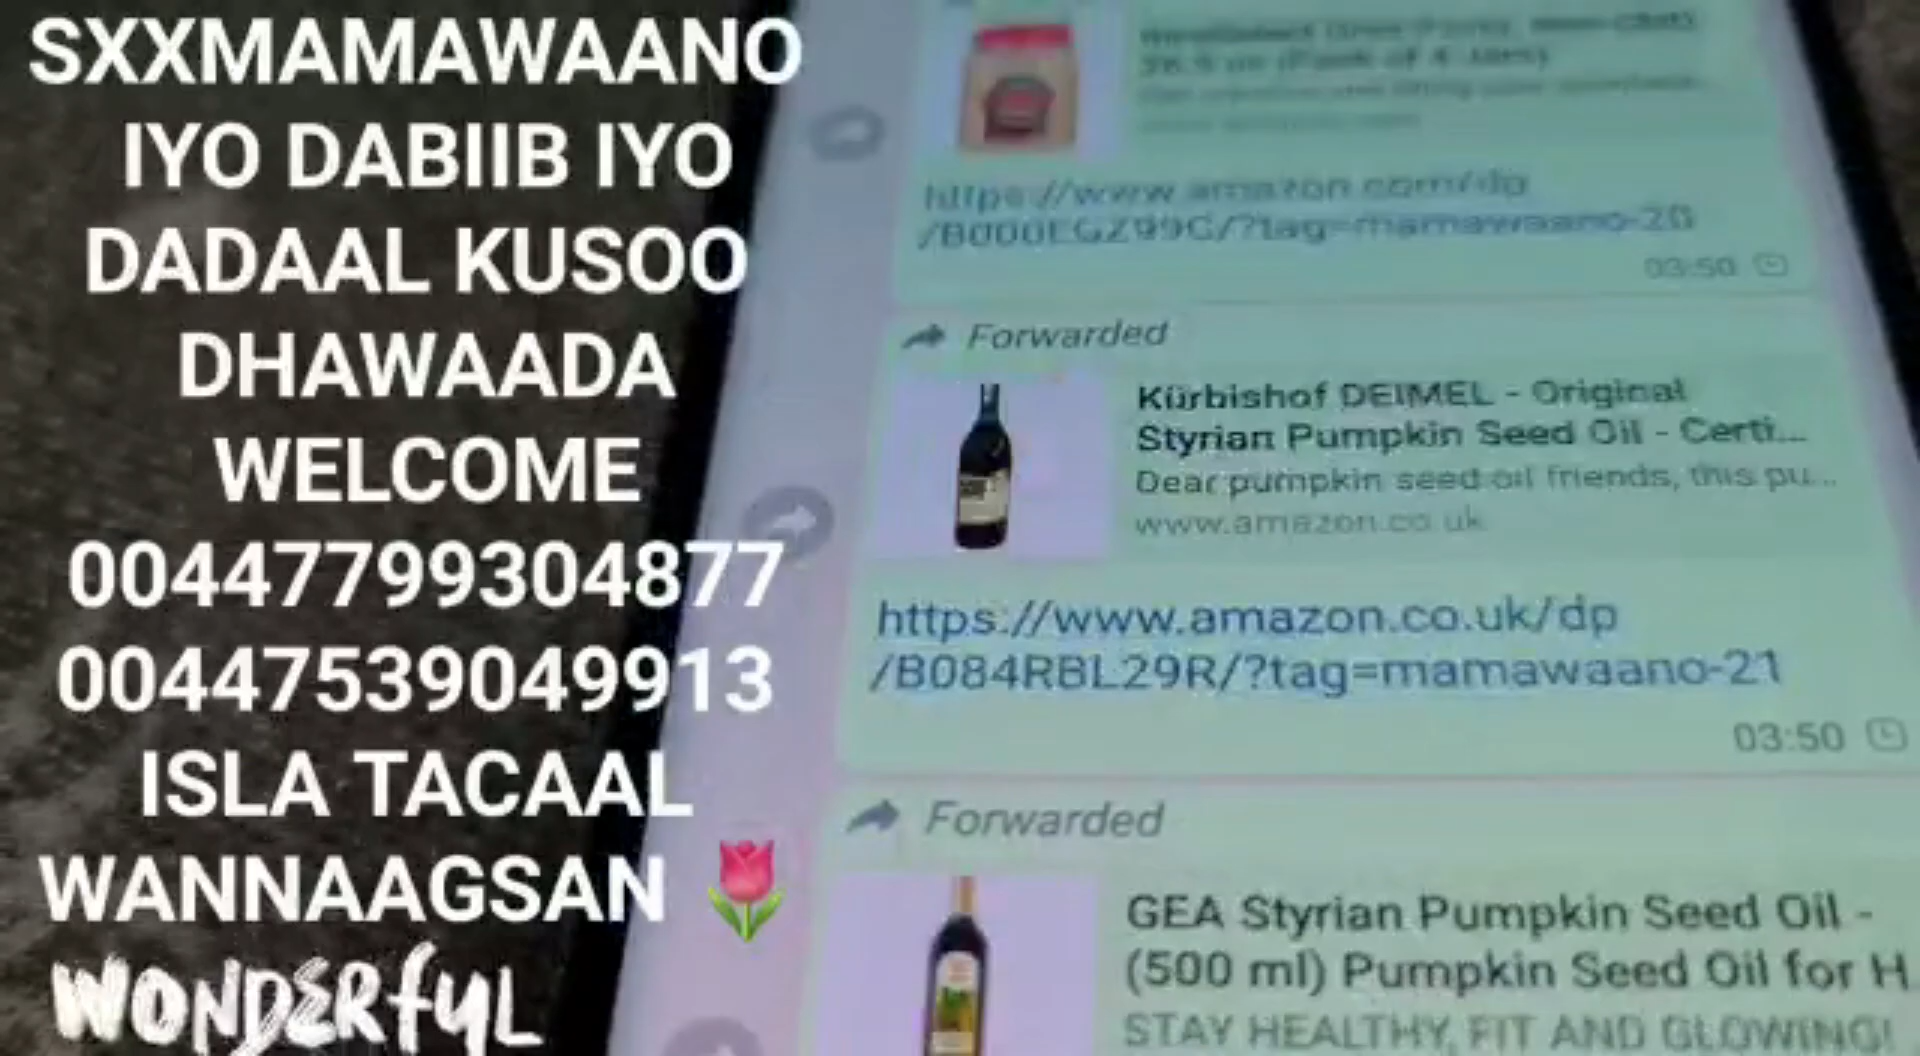 SXXMAMAWAANO
IYO DABIIB IYO
DADAAL KUSOO
DHAWAADA
WELCOME
00447799304877
00447539049913
ISLA TACAAL
WANNAAGSAN 🌷
WONDERFUL
https://www.amazon.com/dp
/B000EGZ99G/?tag=mamawaano-20
03:50
Forwarded
Kürbishof DEIMEL - Original
Styrian Pumpkin Seed Oil - Certi...
Dear pumpkin seed oil friends, this pu...
www.amazon.co.uk
https://www.amazon.co.uk/dp
/B084RBL29R/?tag=mamawaano-21
03:50
Forwarded
GEA Styrian Pumpkin Seed Oil -
(500 ml) Pumpkin Seed Oil for H
STAY HEALTHY, FIT AND GLOWING!